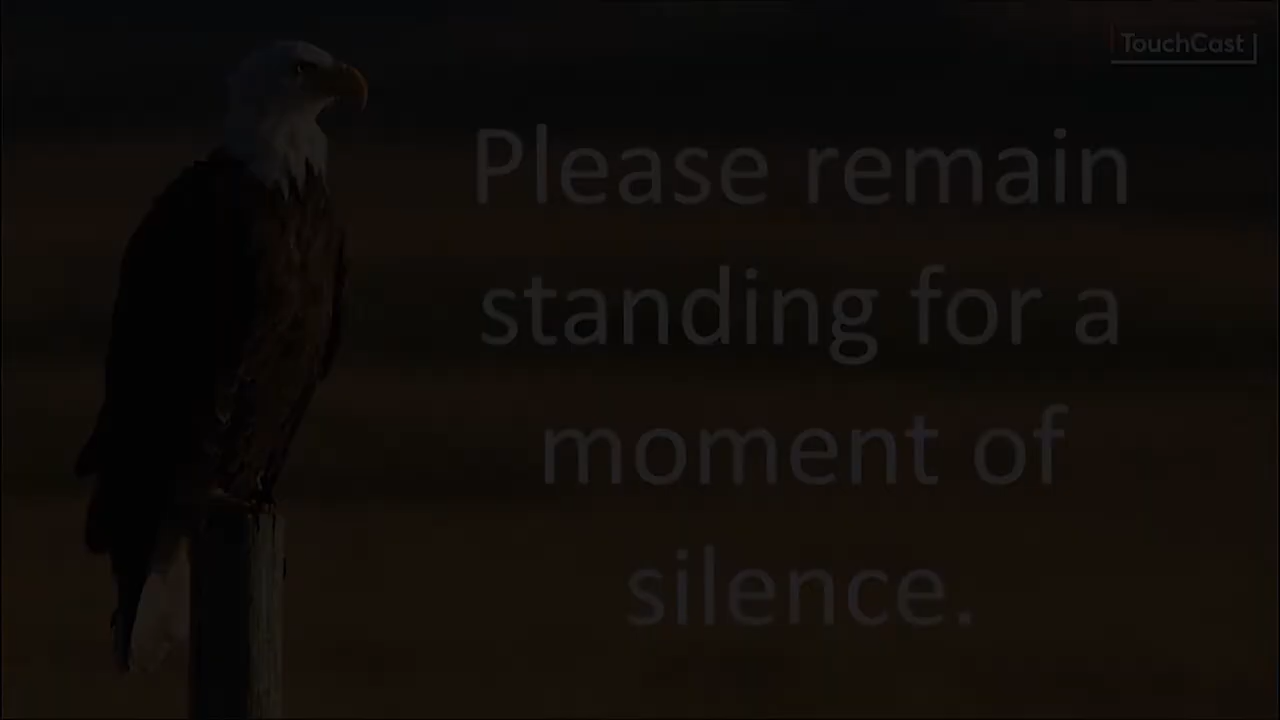 TouchCast
Please remain
standing for a
moment of
silence.